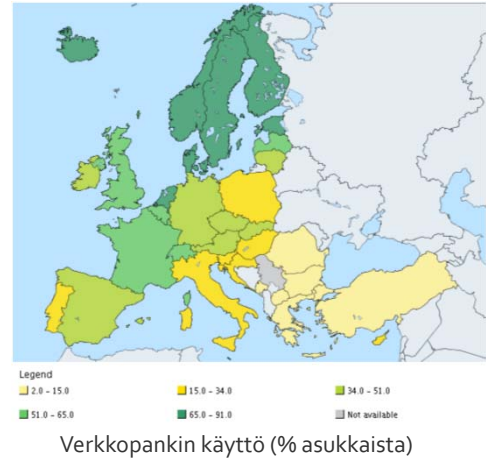 Legend
2.0 - 15.0
15.0 - 34.0
34.0 - 51.0
51.0 - 65.0
65.0 - 91.0
Not available
Verkkopankin käyttö (% asukkaista)